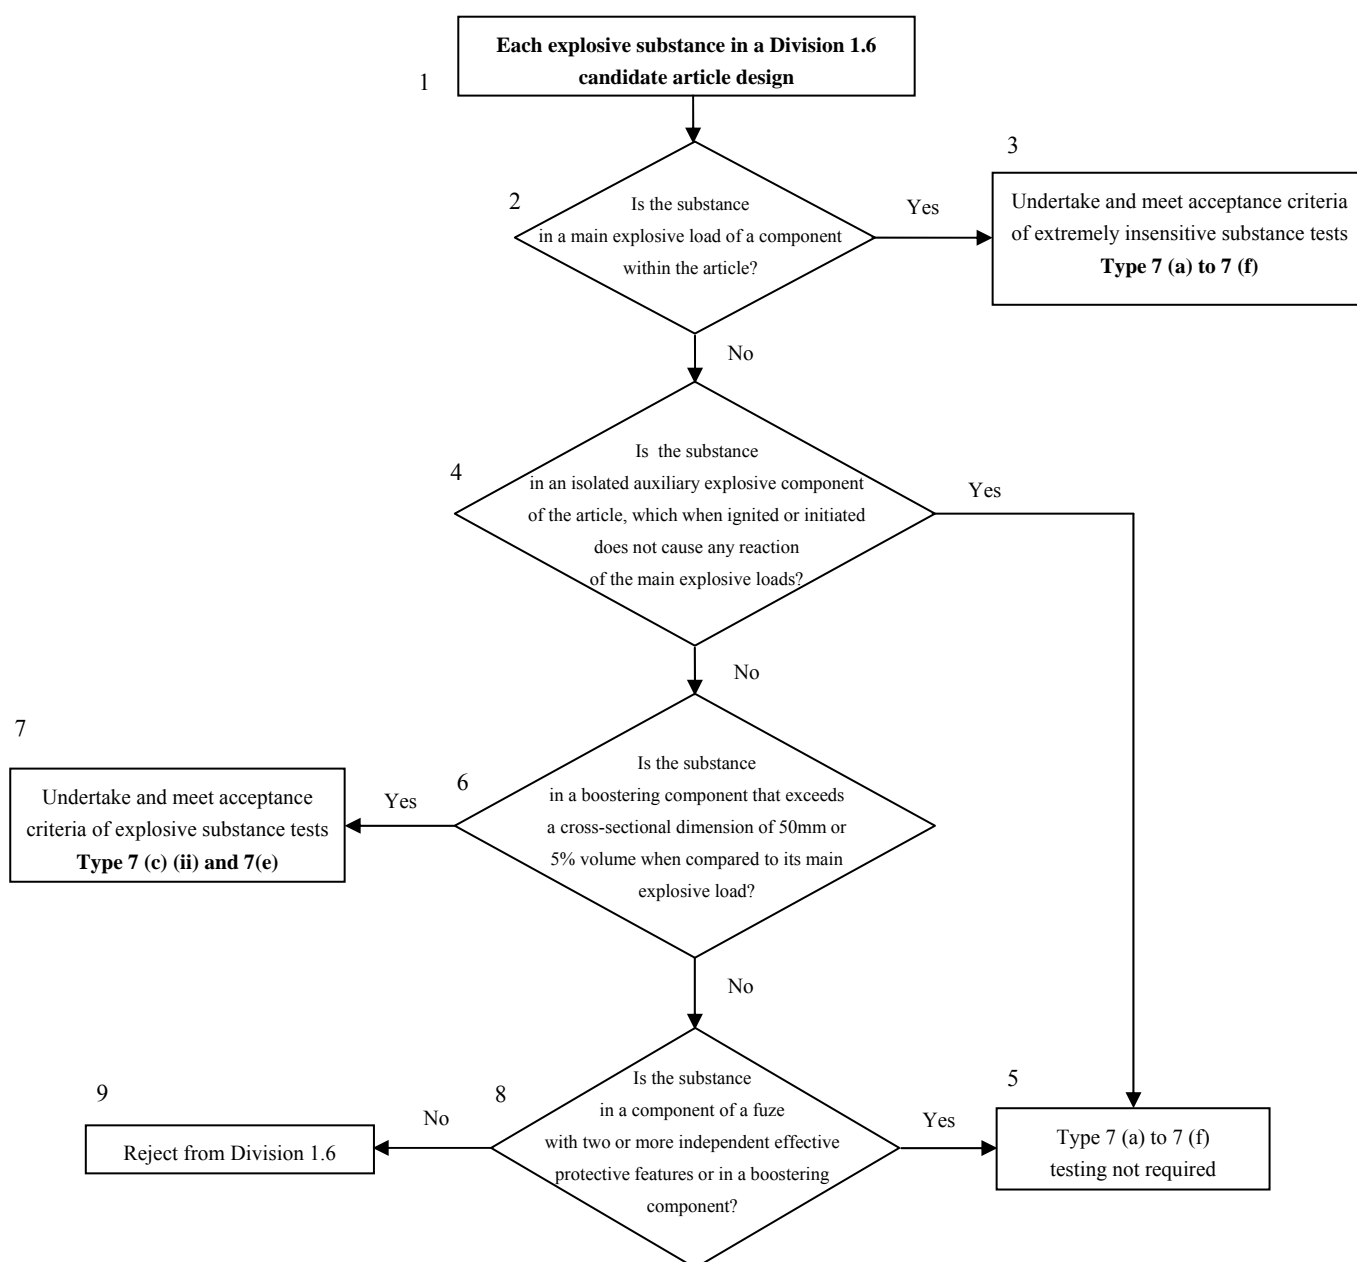 Each explosive substance in a Division 1.6
candidate article design
1
3
2
Is the substance
in a main explosive load of a component
within the article?
Yes
Undertake and meet acceptance criteria
of extremely insensitive substance tests
Type 7 (a) to 7 (f)
No
4
Is the substance
in an isolated auxiliary explosive component
of the article, which when ignited or initiated
does not cause any reaction
of the main explosive loads?
Yes
No
7
6
Is the substance
in a boostering component that exceeds
a cross-sectional dimension of 50mm or
5% volume when compared to its main
explosive load?
Yes
Undertake and meet acceptance
criteria of explosive substance tests
Type 7 (c) (ii) and 7(e)
No
9
8
Is the substance
in a component of a fuze
with two or more independent effective
protective features or in a boostering
component?
5
No
Yes
Reject from Division 1.6
Type 7 (a) to 7 (f)
testing not required